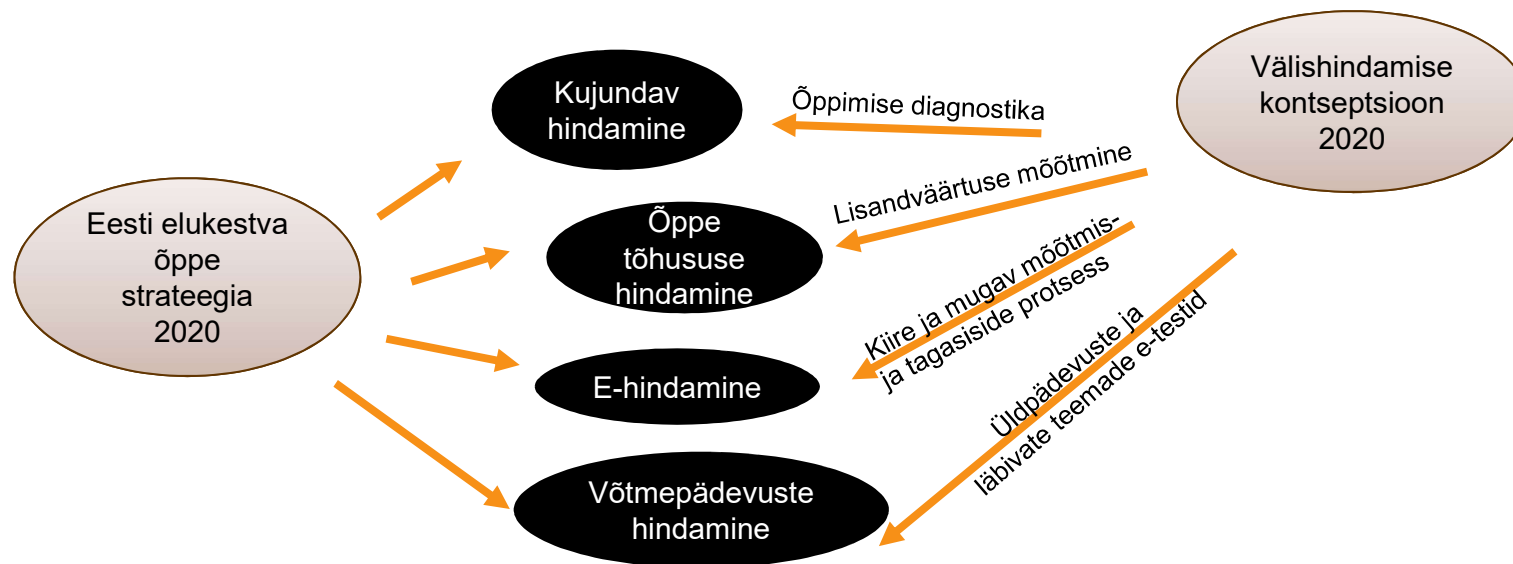 Eesti elukestva
õppe
strateegia
2020
Kujundav
hindamine
Õppe
tõhususe
hindamine
E-hindamine
Võtmepädevuste
hindamine
Õppimise diagnostika
Lisandväärtuse mõõtmine
Kiire ja mugav mõõtmis-
ja tagasiside protsess
Üldpädevuste ja
läbivate teemade e-testid
Välishindamise
kontseptsioon
2020